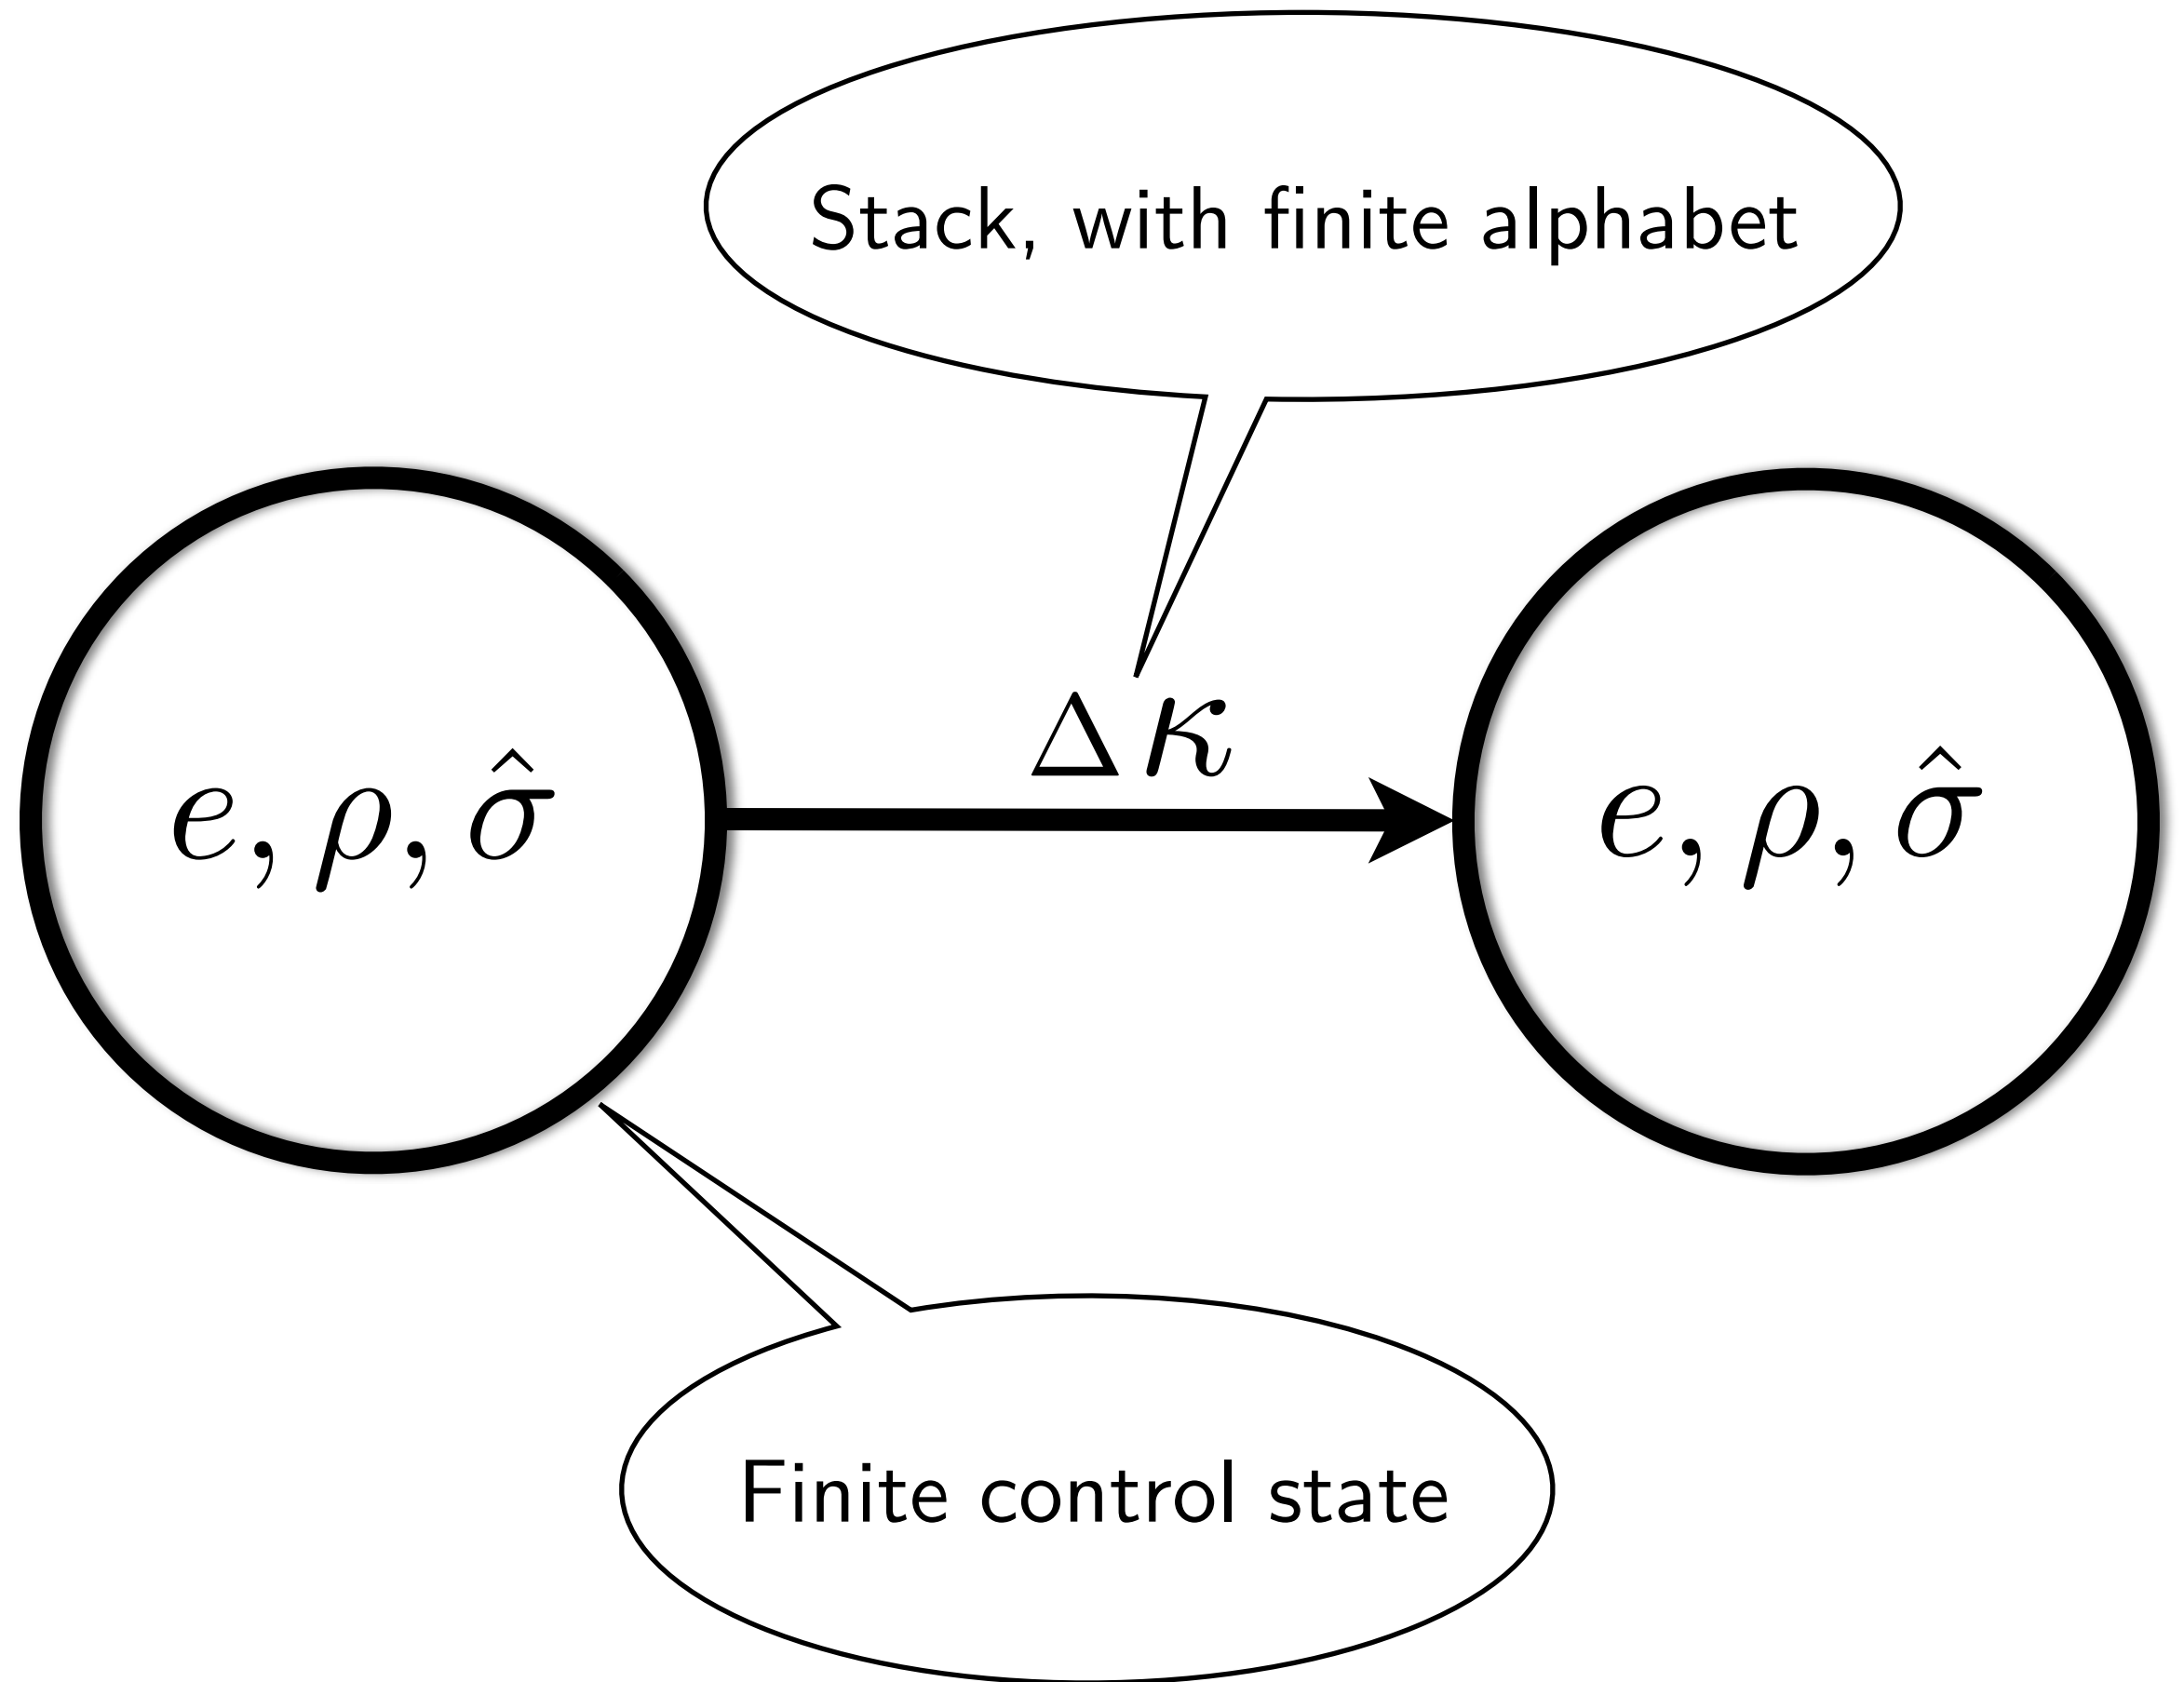 Stack, with finite alphabet
Δκ
e, ρ, σ̂
e, ρ, σ̂
Finite control state